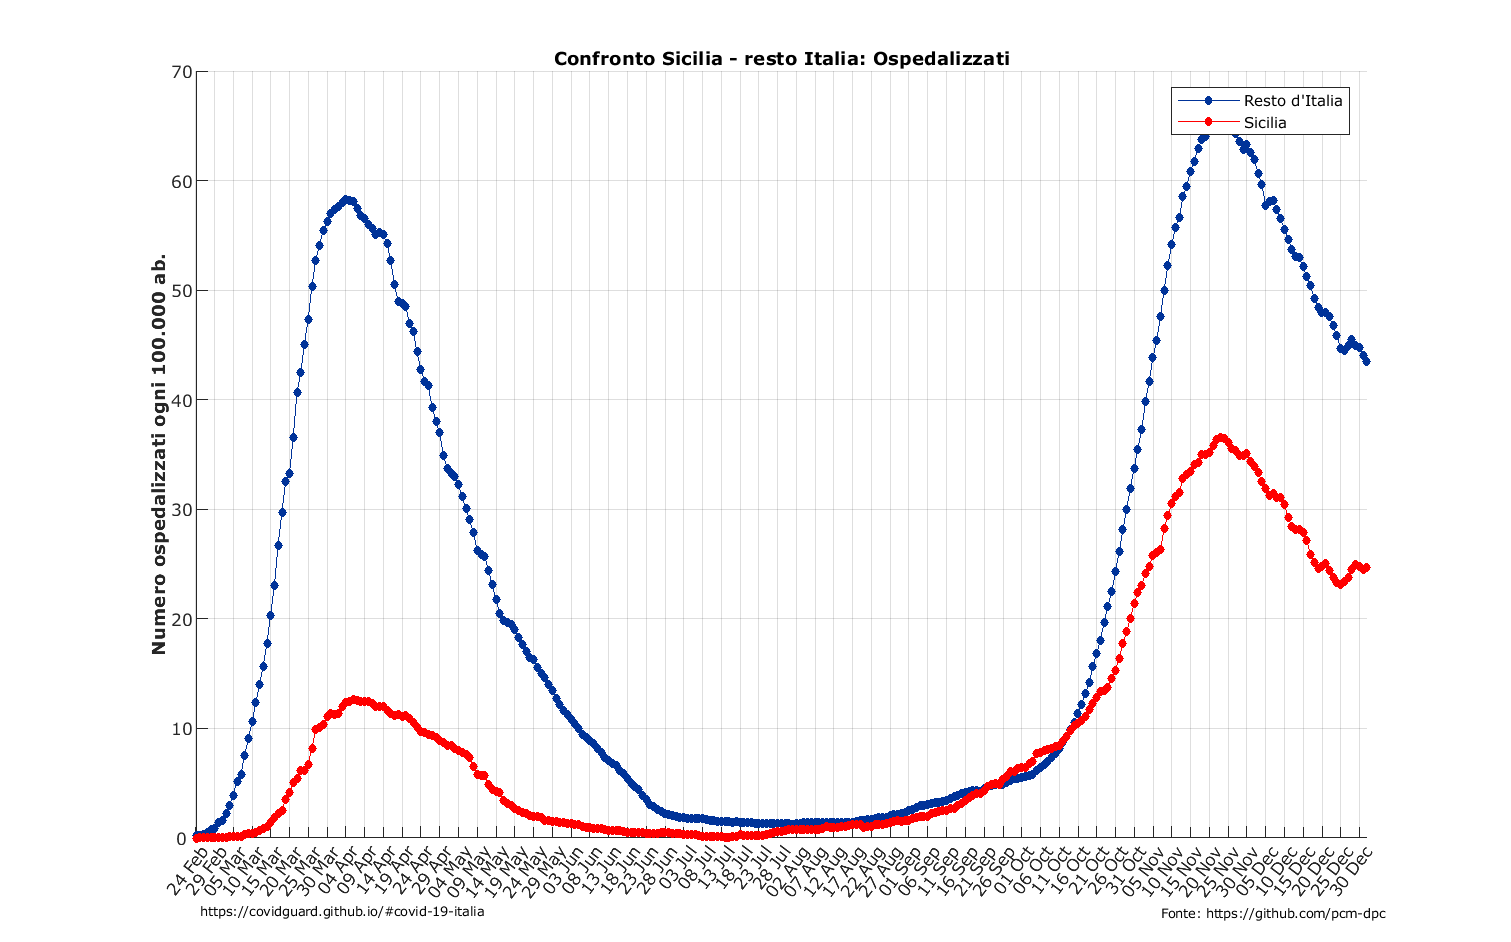 Confronto Sicilia - resto Italia: Ospedalizzati
Resto d'Italia
Sicilia
Numero ospedalizzati ogni 100.000 ab.
70
60
50
40
30
20
10
0
24 Feb
29 Feb
05 Mar
10 Mar
15 Mar
20 Mar
25 Mar
30 Mar
04 Apr
09 Apr
14 Apr
19 Apr
24 Apr
29 Apr
04 May
09 May
14 May
19 May
24 May
29 May
03 Jun
08 Jun
13 Jun
18 Jun
23 Jun
28 Jun
03 Jul
08 Jul
13 Jul
18 Jul
23 Jul
28 Jul
02 Aug
07 Aug
12 Aug
17 Aug
22 Aug
27 Aug
01 Sep
06 Sep
11 Sep
16 Sep
21 Sep
26 Sep
01 Oct
06 Oct
11 Oct
16 Oct
21 Oct
26 Oct
31 Oct
05 Nov
10 Nov
15 Nov
20 Nov
25 Nov
30 Nov
05 Dec
10 Dec
15 Dec
20 Dec
25 Dec
30 Dec
https://covidguard.github.io/#covid-19-italia
Fonte: https://github.com/pcm-dpc